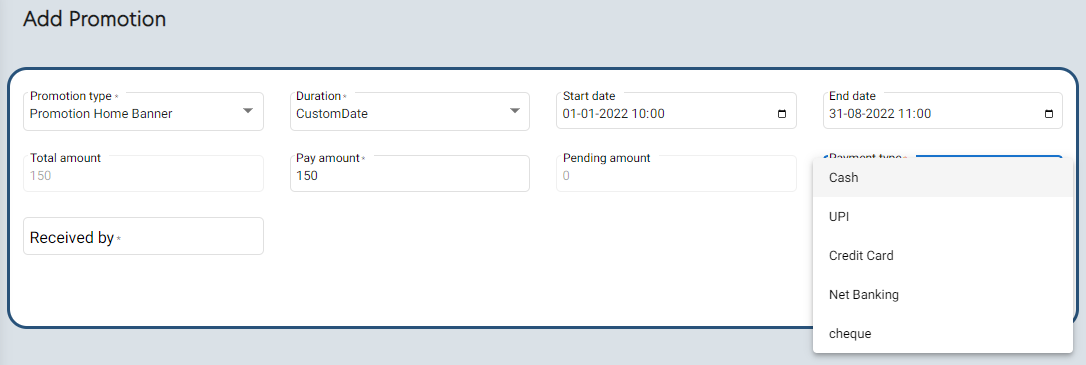 Add Promotion
Promotion type *
Promotion Home Banner
Duration *
CustomDate
Start date
01-01-2022 10:00
End date
31-08-2022 11:00
Total amount
150
Pay amount *
150
Pending amount
0
Payment type *
Cash
UPI
Credit Card
Net Banking
cheque
Received by *